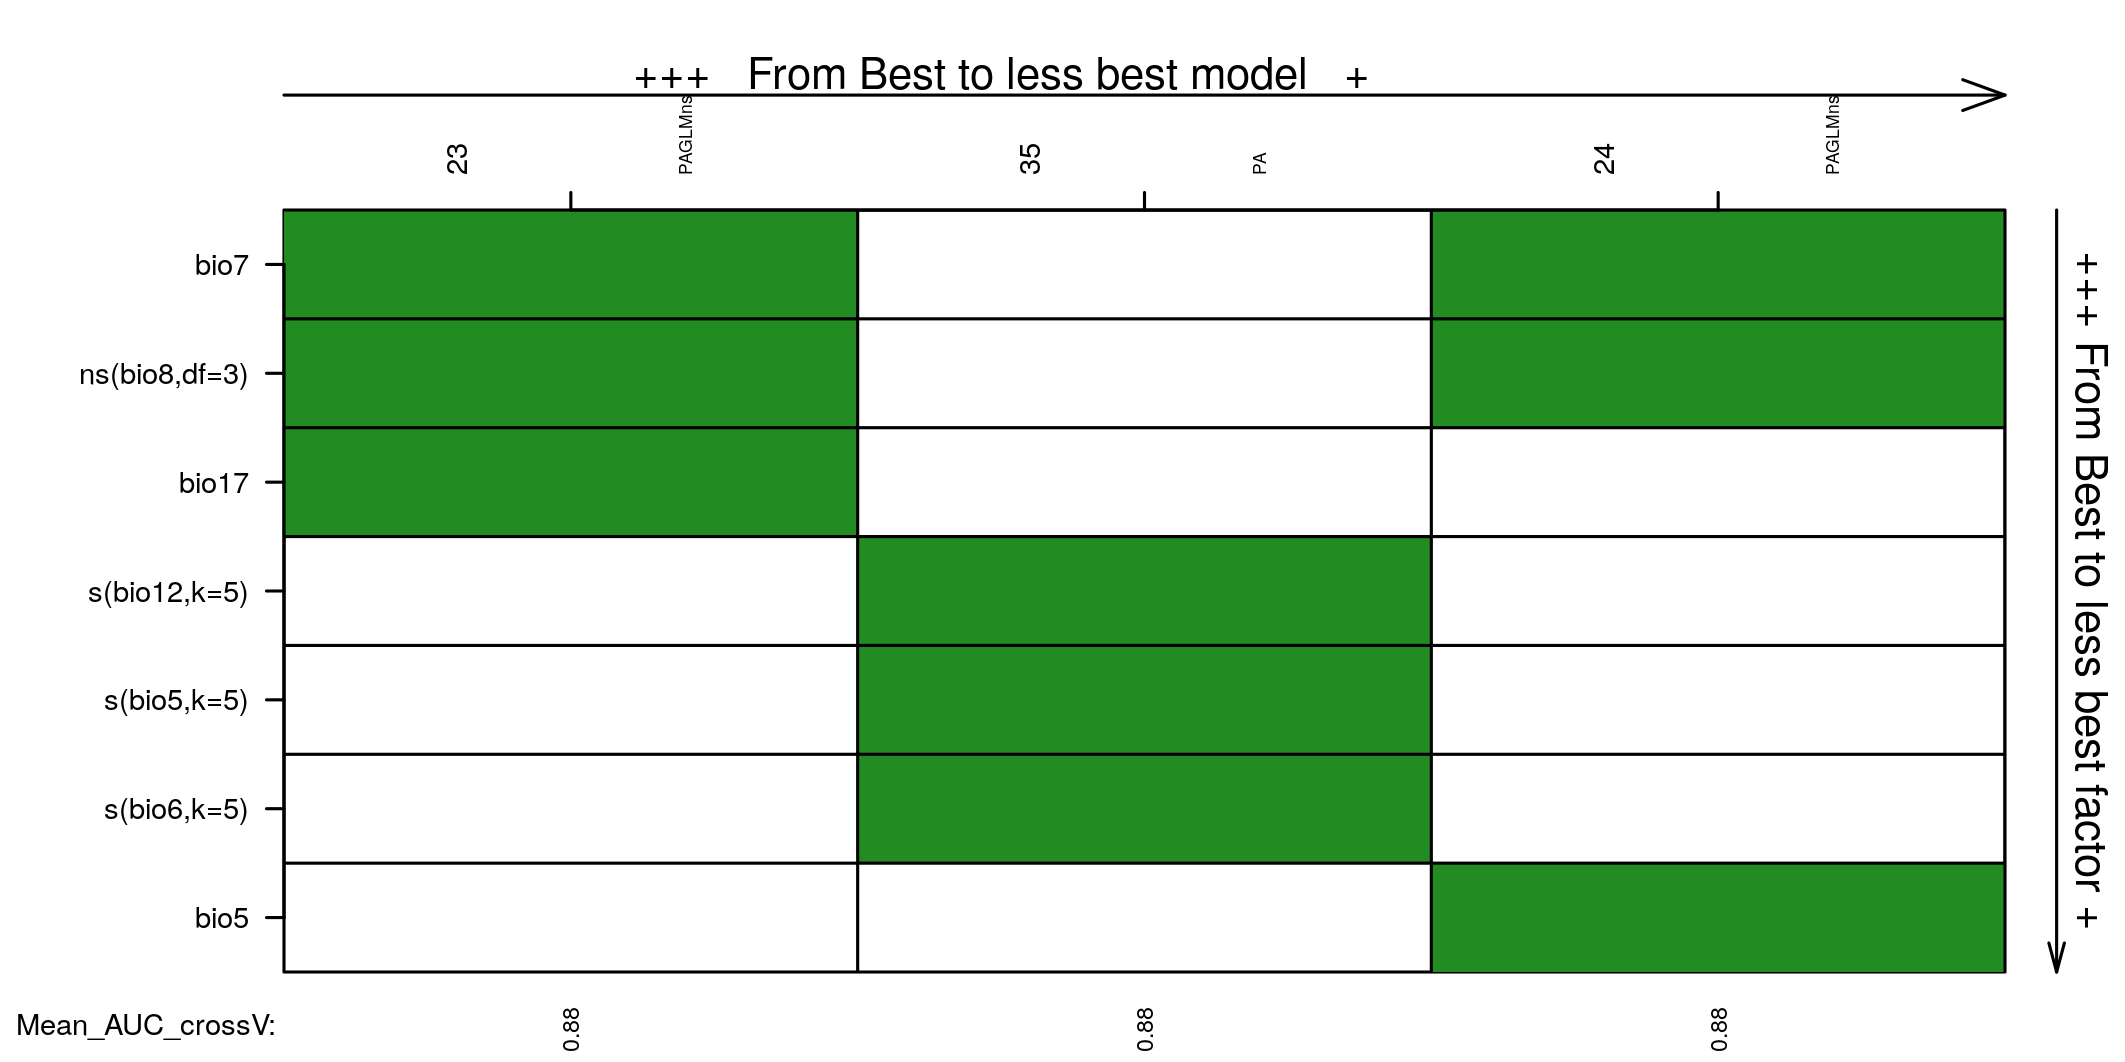 +++ From Best to less best model +
23 PAGLMns 35 PA 24 PAGLMns
bio7
ns(bio8,df=3)
bio17
s(bio12,k=5)
s(bio5,k=5)
s(bio6,k=5)
bio5
+++ From Best to less best factor +
Mean_AUC_crossV: 0.88 0.88 0.88